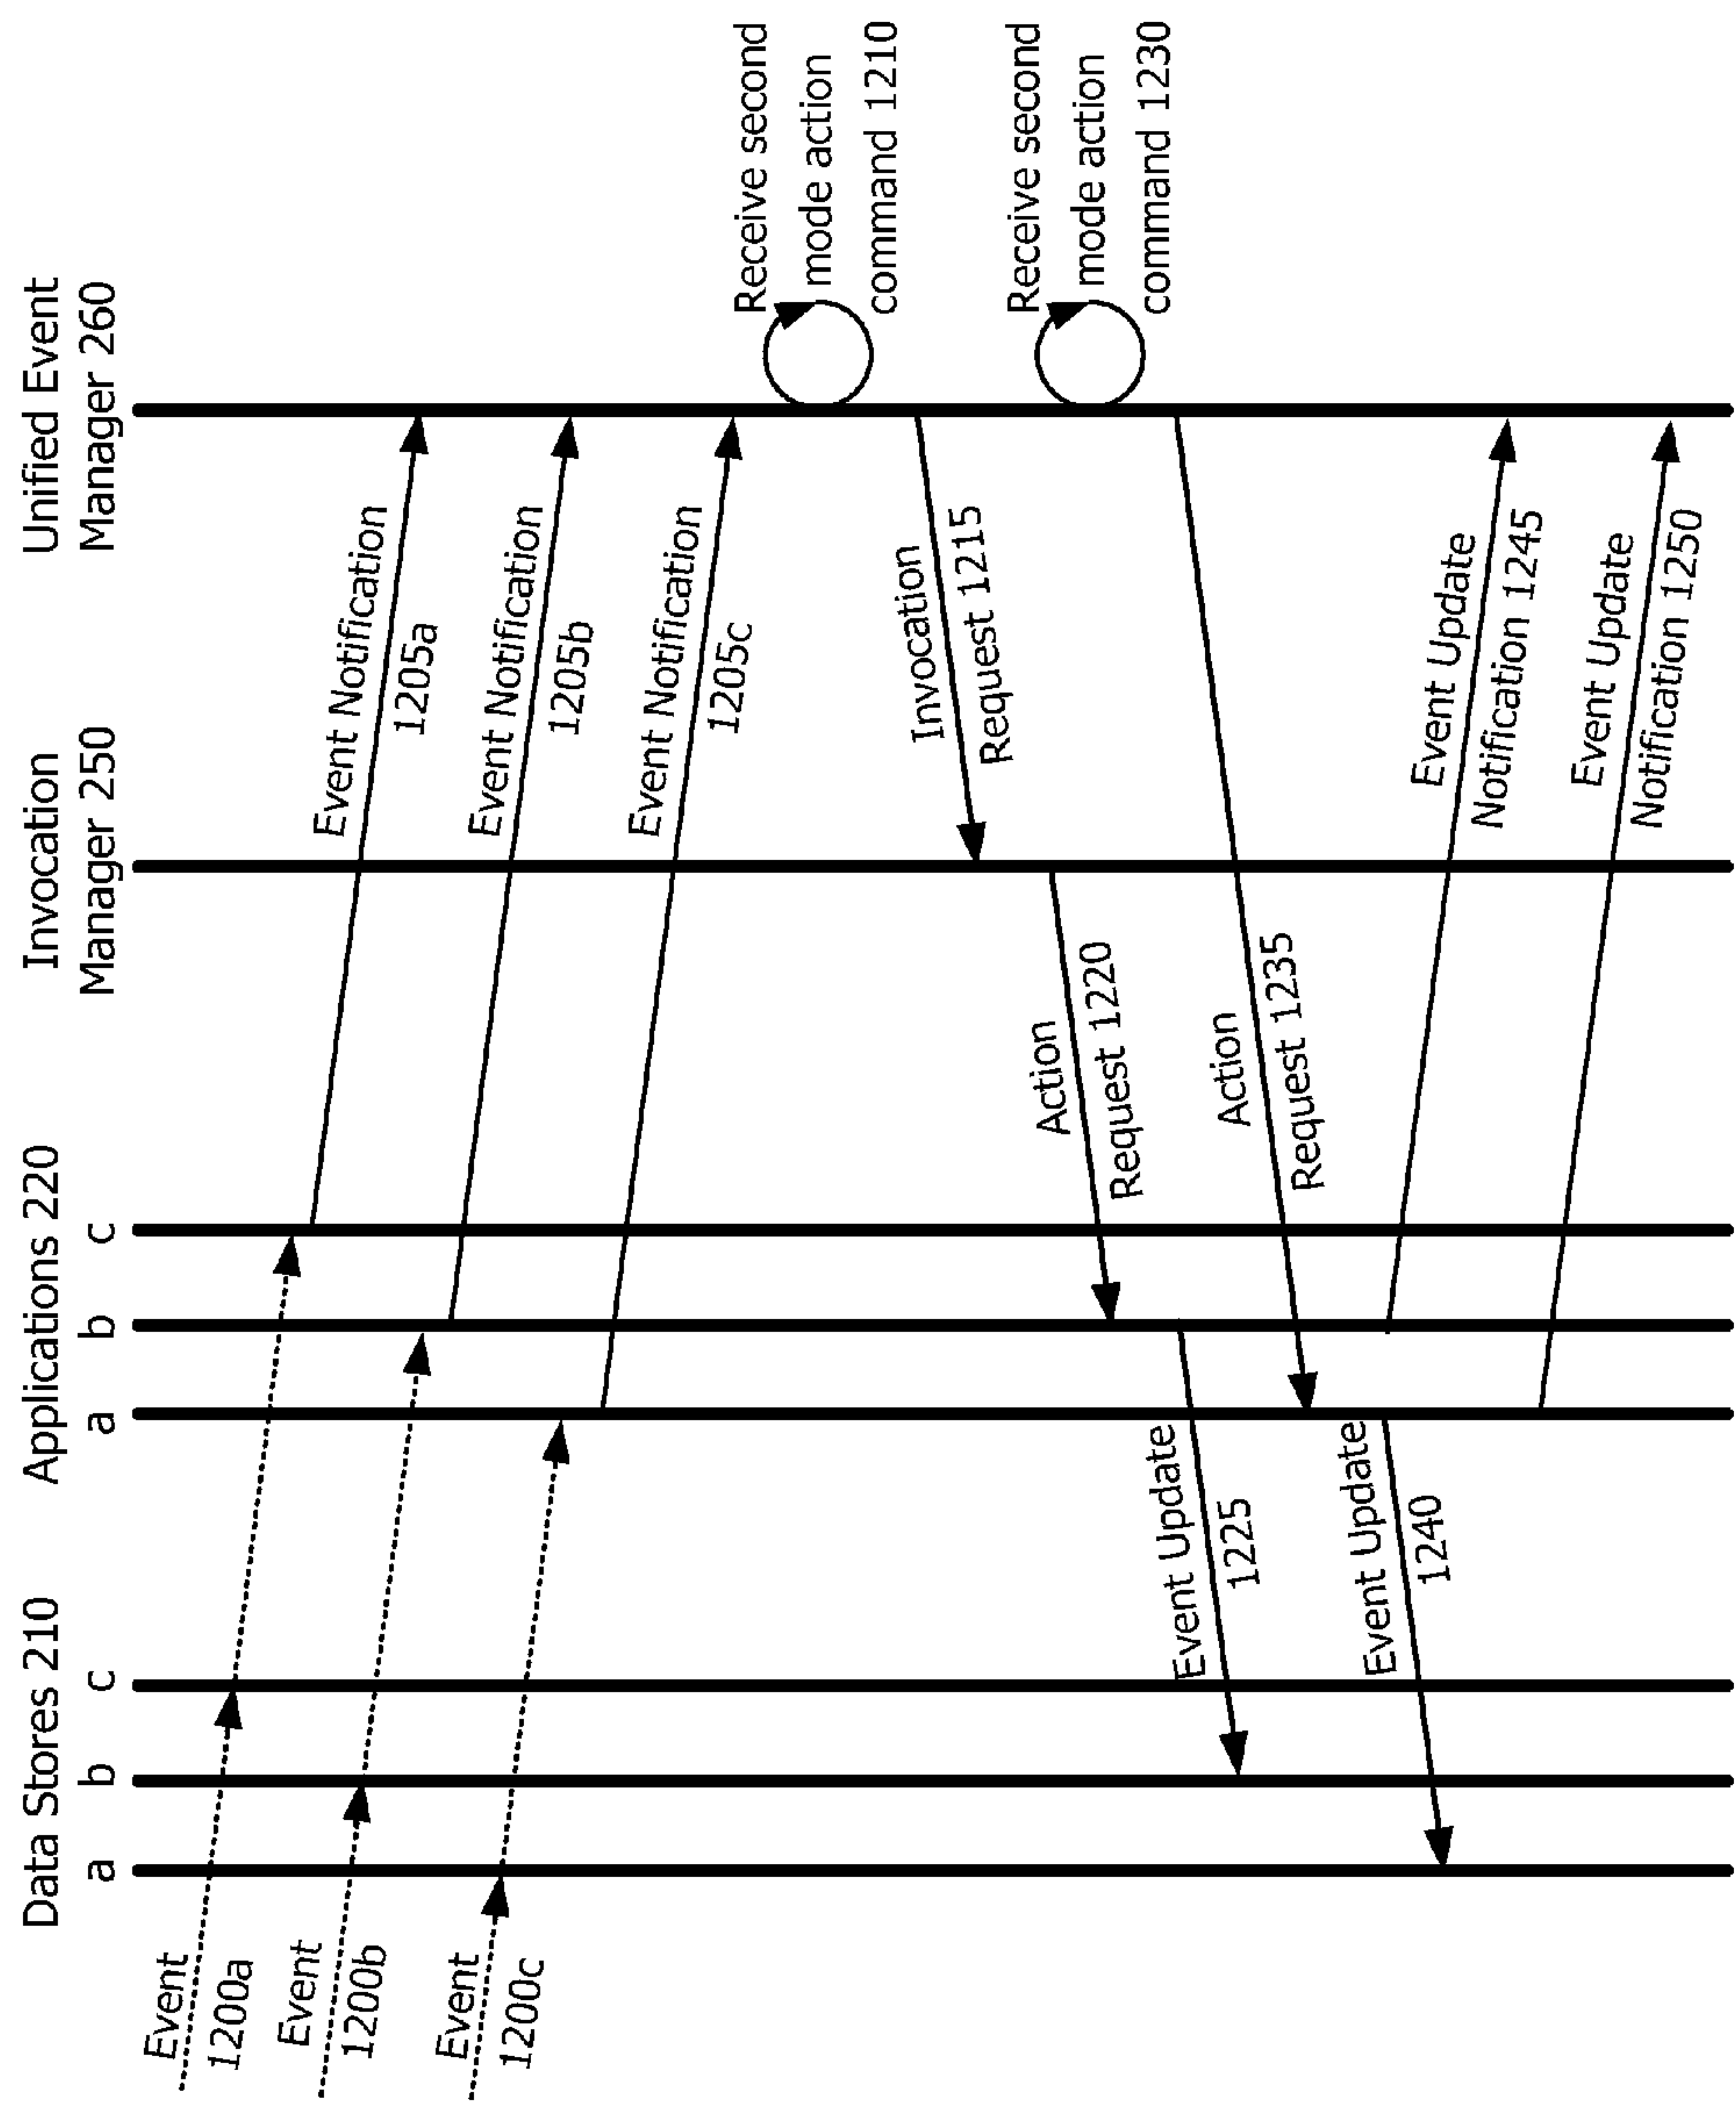 Data Stores 210
a
b
c
Applications 220
a
b
c
Invocation
Manager 250
Unified Event
Manager 260
Event
1200a
Event
1200b
Event
1200c
Event Notification
1205a
Event Notification
1205b
Event Notification
1205c
Receive second
mode action
command 1210
Invocation
Request 1215
Action
Request 1220
Event Update
1225
Receive second
mode action
command 1230
Action
Request 1235
Event Update
1240
Event Update
Notification 1245
Event Update
Notification 1250